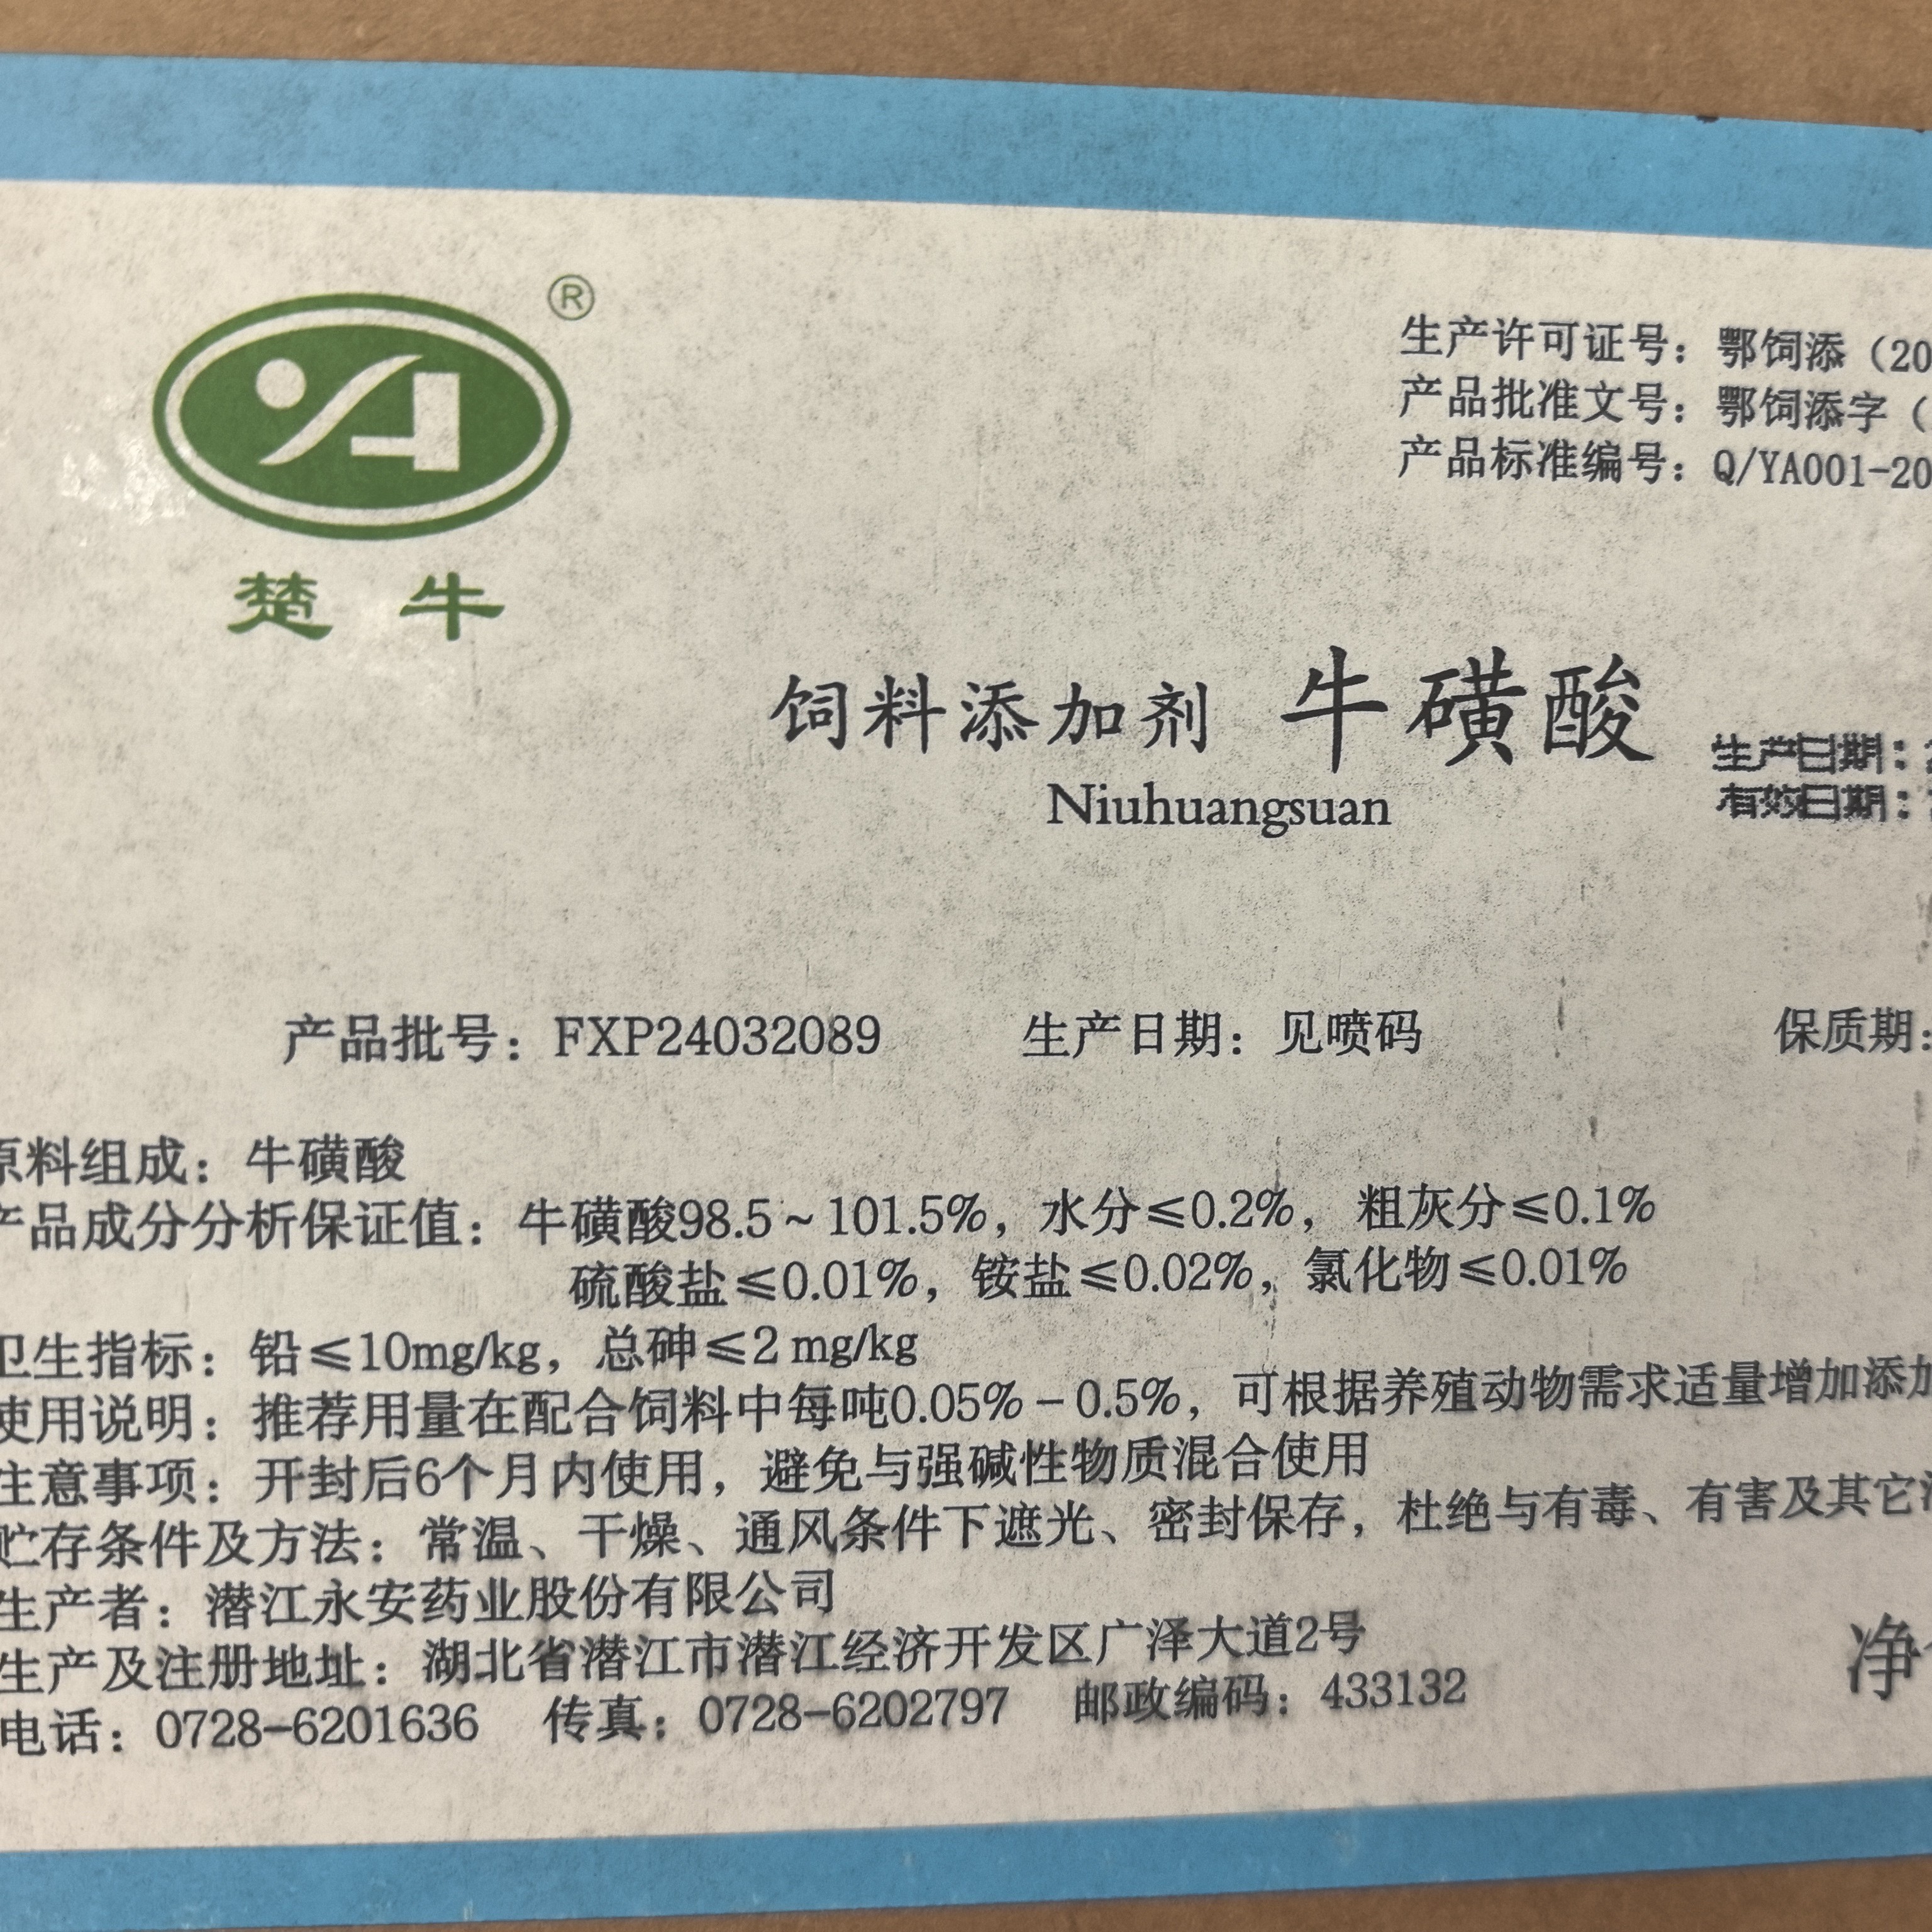 ®
楚牛
生产许可证号：鄂饲添（20
产品批准文号：鄂饲添字（
产品标准编号：Q/YA001-20
饲料添加剂 牛磺酸
Niuhuangsuan
生产日期：
有效日期：
产品批号：FXP24032089 生产日期：见喷码 保质期：
原料组成：牛磺酸
产品成分分析保证值：牛磺酸98.5～101.5%，水分≤0.2%，粗灰分≤0.1%
硫酸盐≤0.01%，铵盐≤0.02%，氯化物≤0.01%
卫生指标：铅≤10mg/kg，总砷≤2 mg/kg
使用说明：推荐用量在配合饲料中每吨0.05%－0.5%，可根据养殖动物需求适量增加添加
注意事项：开封后6个月内使用，避免与强碱性物质混合使用
贮存条件及方法：常温、干燥、通风条件下遮光、密封保存，杜绝与有毒、有害及其它
生产者：潜江永安药业股份有限公司
生产及注册地址：湖北省潜江市潜江经济开发区广泽大道2号
电话：0728-6201636 传真：0728-6202797 邮政编码：433132
净